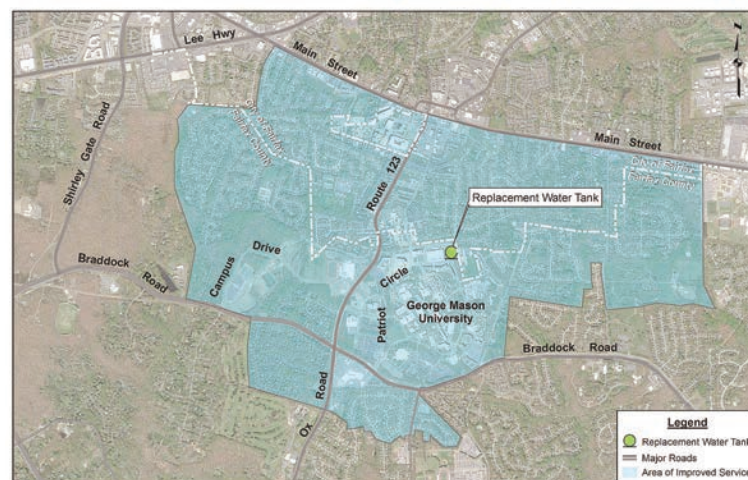 Lee Hwy
Main Street
N
Shirley Gate Road
City of Fairfax
Fairfax County
Route 123
Main Street
City of Fairfax
Fairfax County
Replacement Water Tank
Braddock Road
Campus Drive
Patriot Circle
George Mason
University
Braddock Road
Ox Road
Legend
Replacement Water Tank
Major Roads
Area of Improved Service